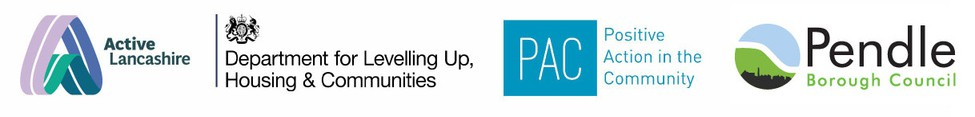 Active
Lancashire
Department for Levelling Up,
Housing & Communities
PAC
Positive
Action in the
Community
Pendle
Borough Council